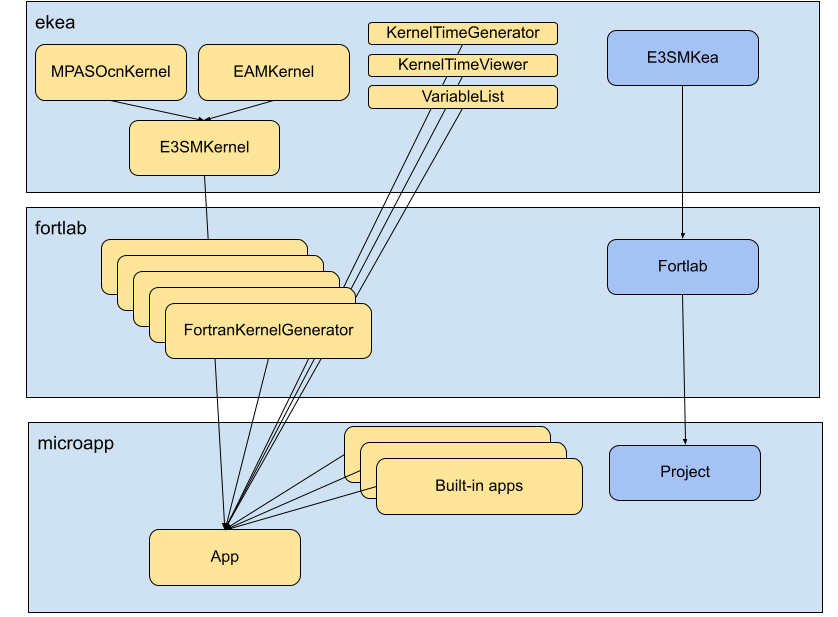 ekea
MPASOcnKernel
EAMKernel
KernelTimeGenerator
KernelTimeViewer
VariableList
E3SMKea
E3SMKernel
fortlab
FortranKernelGenerator
Fortlab
microapp
Built-in apps
Project
App